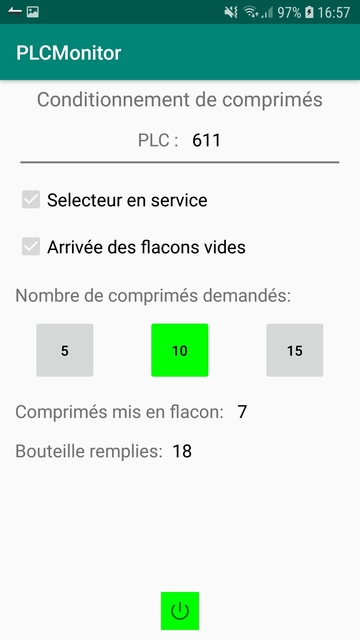 97% 16:57
PLCMonitor
Conditionnement de comprimés
PLC : 611
Selecteur en service
Arrivée des flacons vides
Nombre de comprimés demandés:
5 10 15
Comprimés mis en flacon: 7
Bouteille remplies: 18